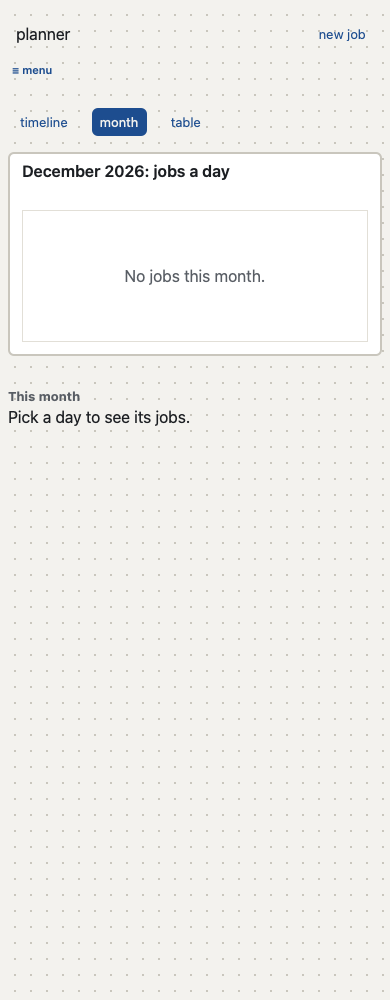 planner
new job
≡ menu
timeline
month
table
December 2026: jobs a day
No jobs this month.
This month
Pick a day to see its jobs.